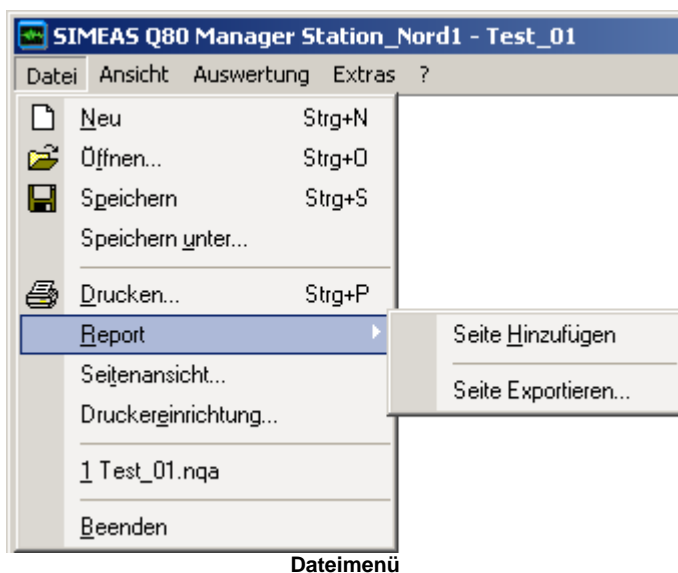 SIMEAS Q80 Manager Station_Nord1 - Test_01
Datei Ansicht Auswertung Extras ?
Neu Strg+N
Öffnen... Strg+O
Speichern Strg+S
Speichern unter...
Drucken... Strg+P
Report
Seite Hinzufügen
Seitenansicht...
Seite Exportieren...
Druckereinrichtung...
1 Test_01.nqa
Beenden
Dateimenü